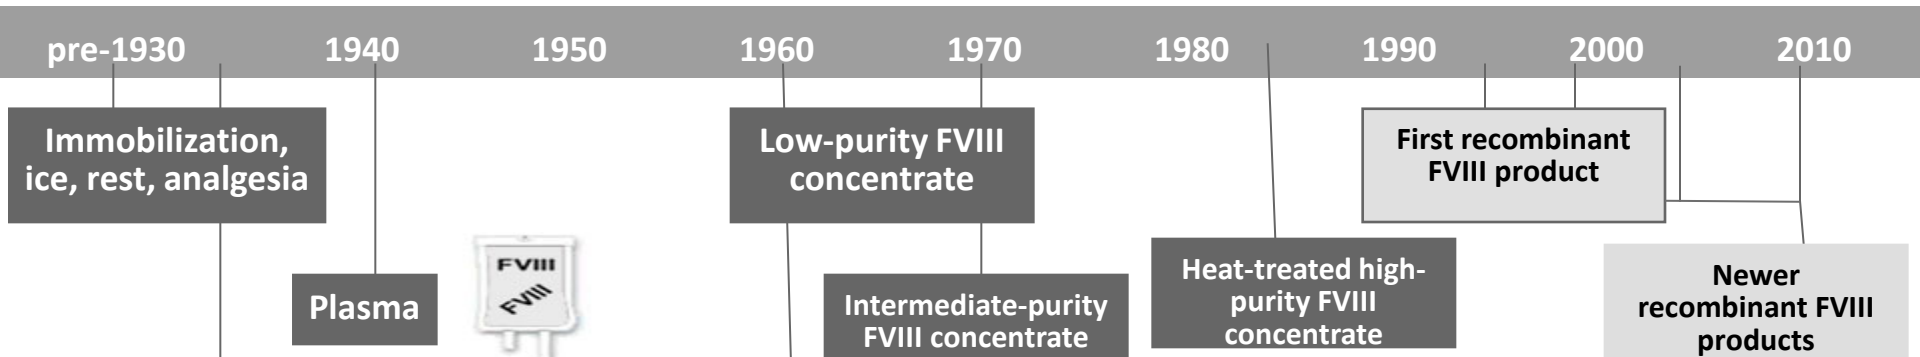 pre-1930 1940 1950 1960 1970 1980 1990 2000 2010
Immobilization,
ice, rest, analgesia
Low-purity FVIII
concentrate
First recombinant
FVIII product
Plasma
FVIII
FVIII
Intermediate-purity
FVIII concentrate
Heat-treated high-
purity FVIII
concentrate
Newer
recombinant FVIII
products